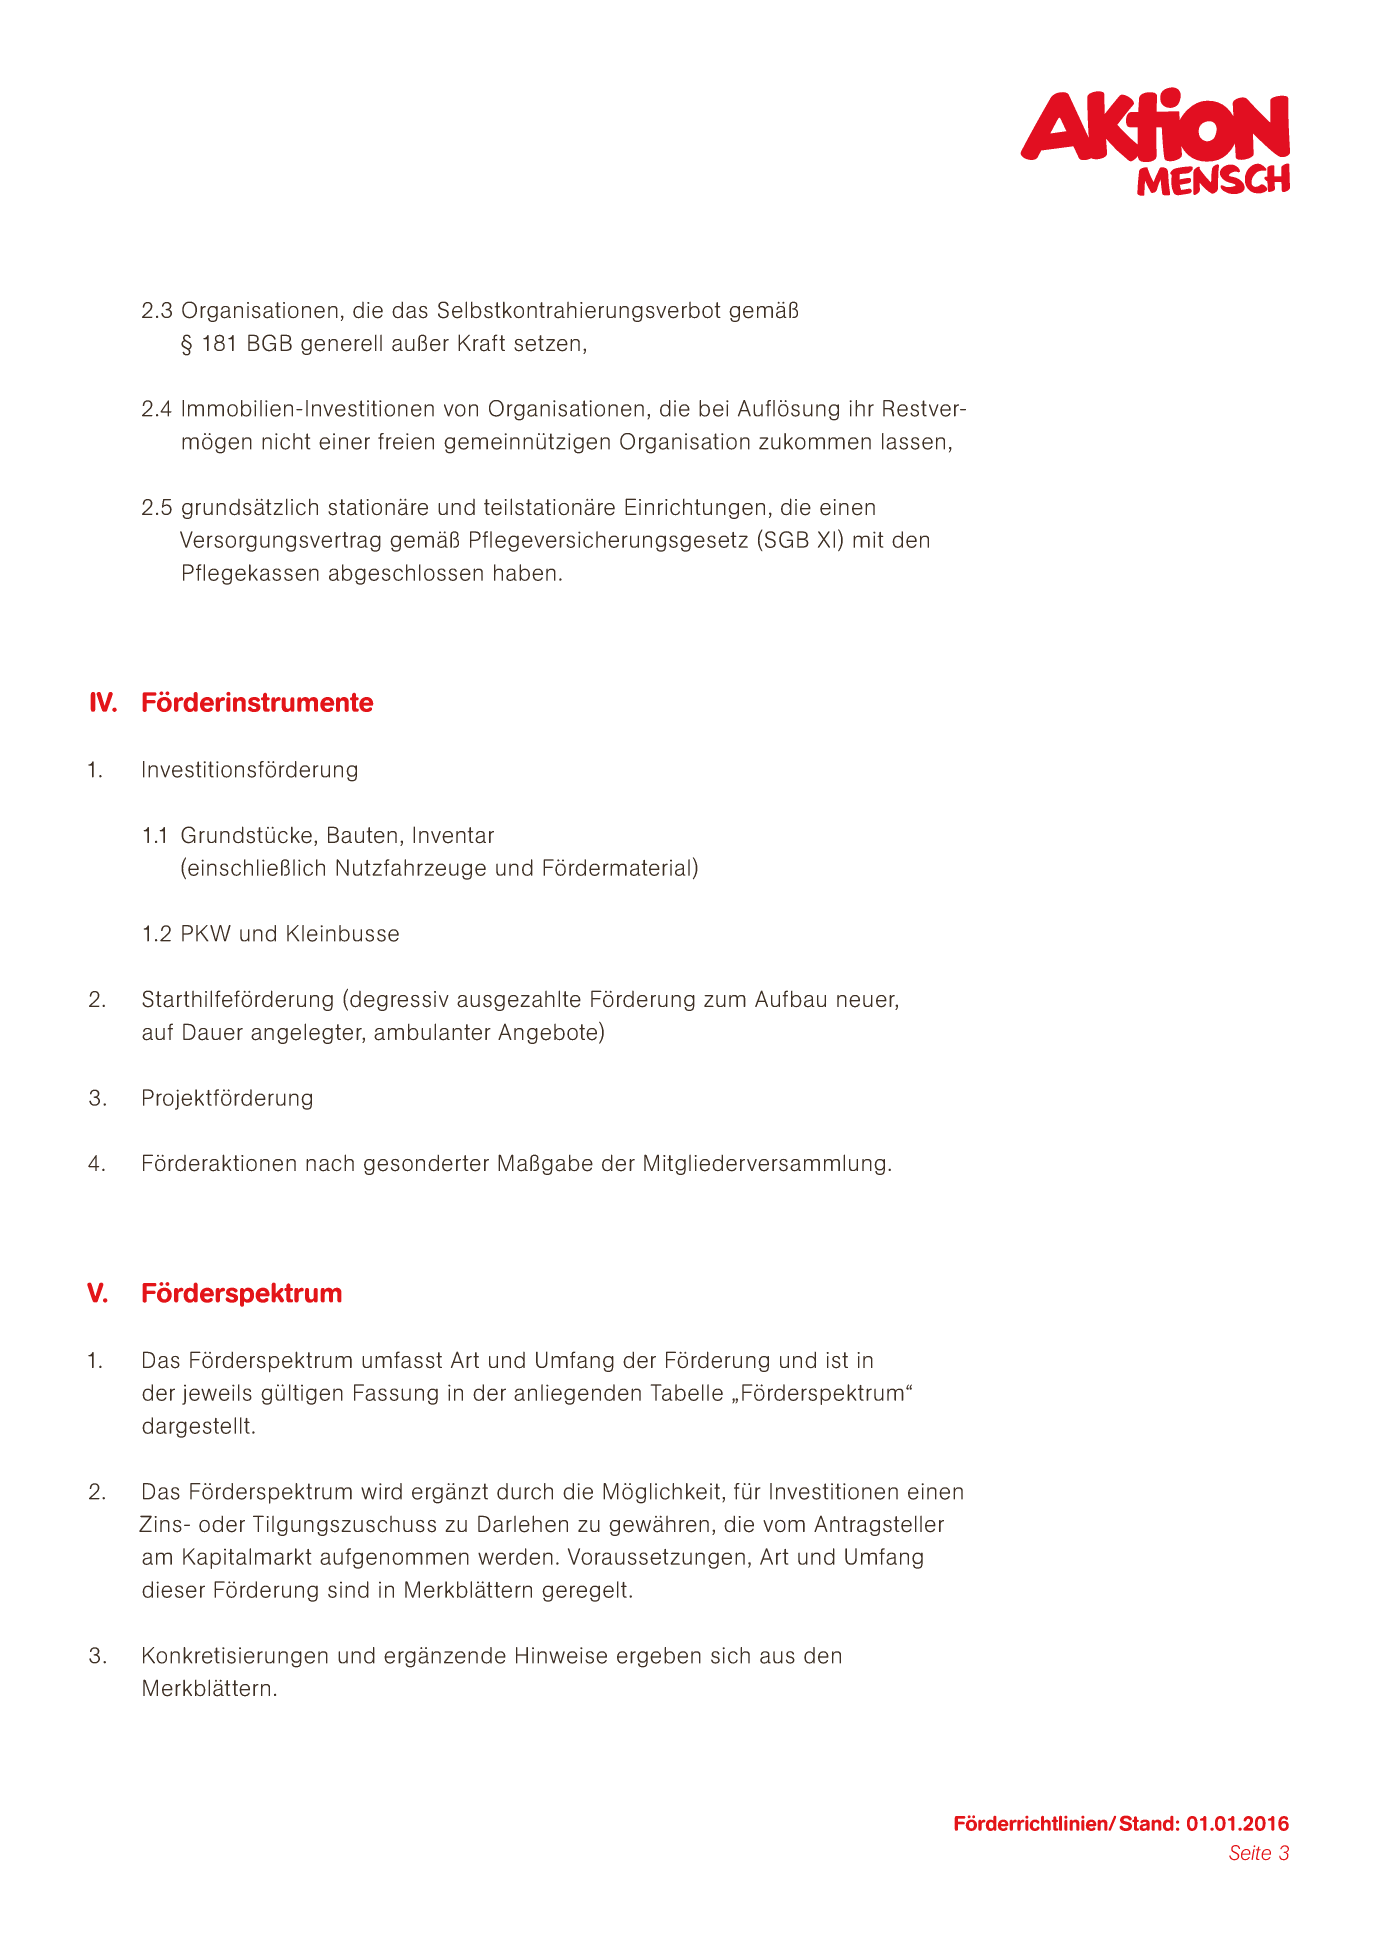 AKtioN
MENSCH
2.3 Organisationen, die das Selbstkontrahierungsverbot gemäß
§ 181 BGB generell außer Kraft setzen,
2.4 Immobilien-Investitionen von Organisationen, die bei Auflösung ihr Restver-
mögen nicht einer freien gemeinnützigen Organisation zukommen lassen,
2.5 grundsätzlich stationäre und teilstationäre Einrichtungen, die einen
Versorgungsvertrag gemäß Pflegeversicherungsgesetz (SGB XI) mit den
Pflegekassen abgeschlossen haben.
IV. Förderinstrumente
1. Investitionsförderung
1.1 Grundstücke, Bauten, Inventar
(einschließlich Nutzfahrzeuge und Fördermaterial)
1.2 PKW und Kleinbusse
2. Starthilfeförderung (degressiv ausgezahlte Förderung zum Aufbau neuer,
auf Dauer angelegter, ambulanter Angebote)
3. Projektförderung
4. Förderaktionen nach gesonderter Maßgabe der Mitgliederversammlung.
V. Förderspektrum
1. Das Förderspektrum umfasst Art und Umfang der Förderung und ist in
der jeweils gültigen Fassung in der anliegenden Tabelle „Förderspektrum“
dargestellt.
2. Das Förderspektrum wird ergänzt durch die Möglichkeit, für Investitionen einen
Zins- oder Tilgungszuschuss zu Darlehen zu gewähren, die vom Antragsteller
am Kapitalmarkt aufgenommen werden. Voraussetzungen, Art und Umfang
dieser Förderung sind in Merkblättern geregelt.
3. Konkretisierungen und ergänzende Hinweise ergeben sich aus den
Merkblättern.
Förderrichtlinien/ Stand: 01.01.2016
Seite 3